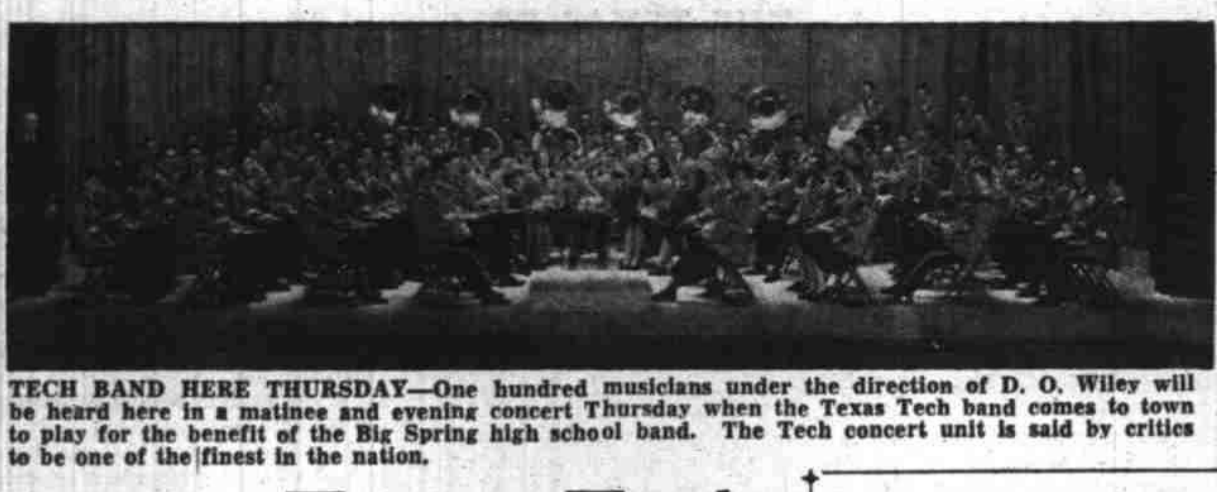 TECH BAND HERE THURSDAY—One hundred musicians under the direction of D. O. Wiley will
be heard here in a matinee and evening concert Thursday when the Texas Tech band comes to town
to play for the benefit of the Big Spring high school band. The Tech concert unit is said by critics
to be one of the finest in the nation.